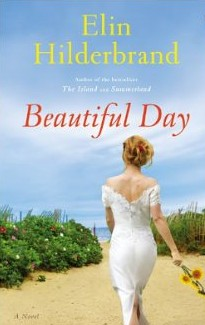 Elin
Hilderbrand
Author of the bestsellers
The Island and Summerland
Beautiful Day
A Novel